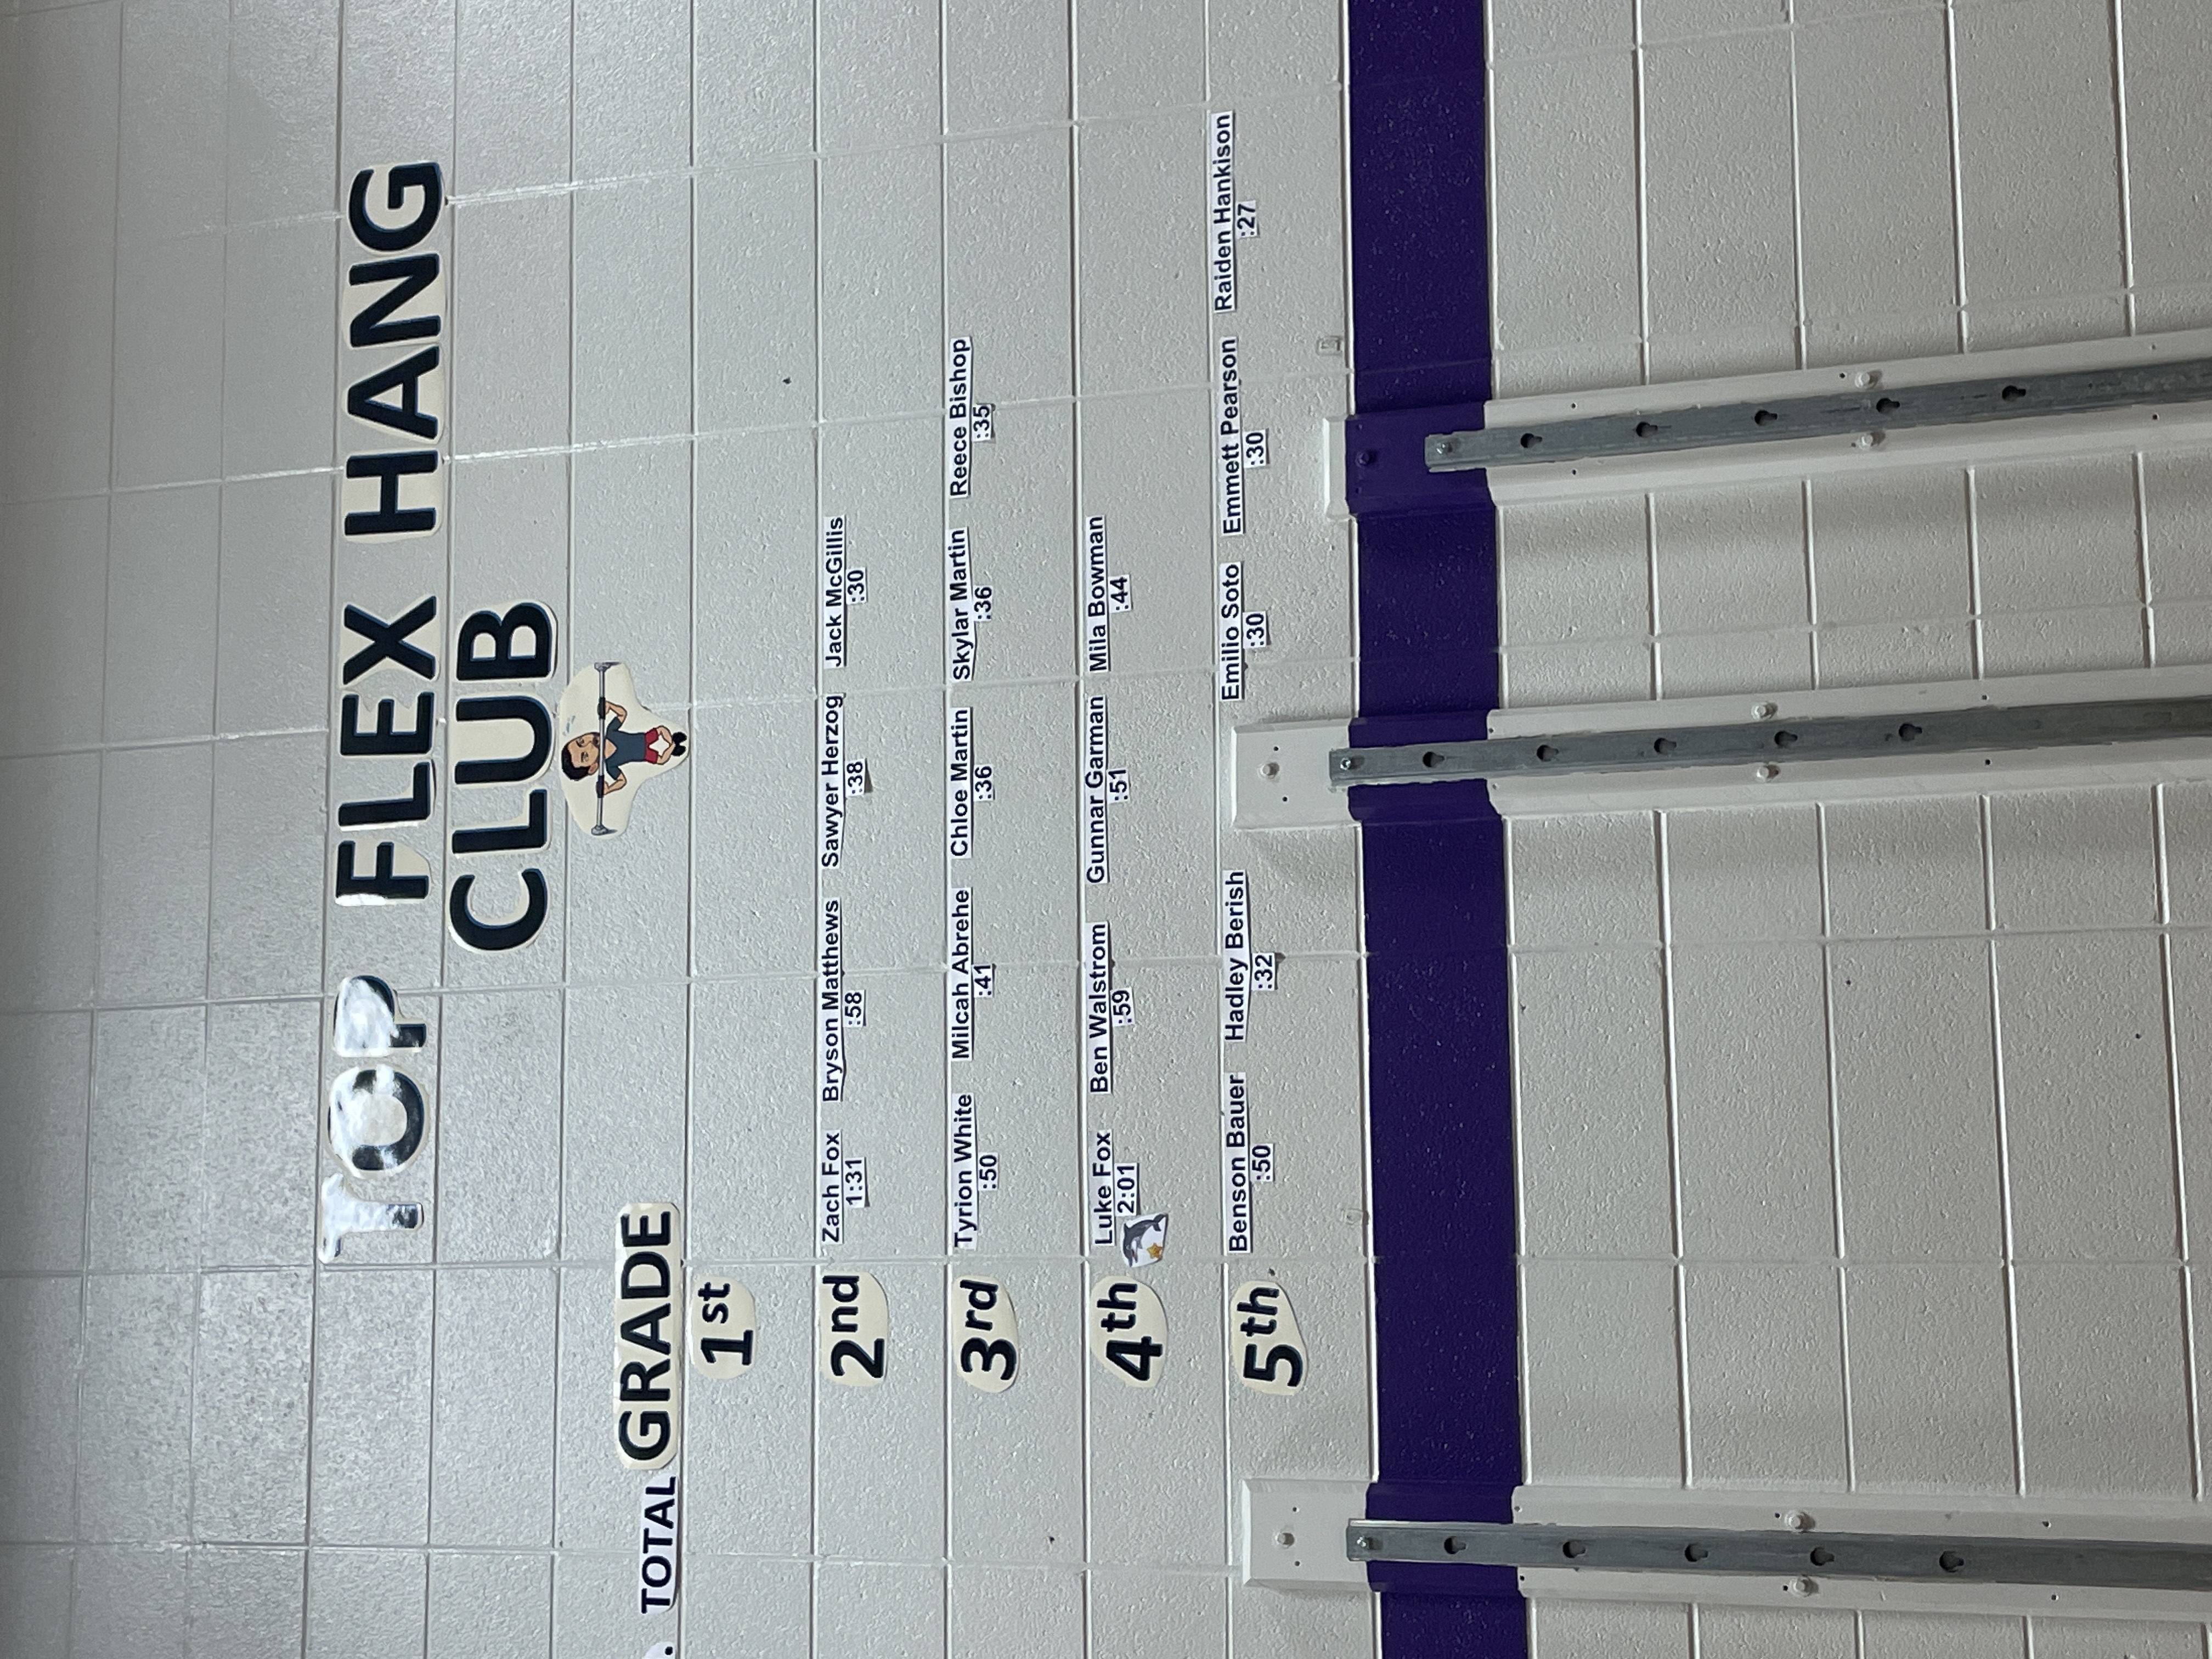 TOP FLEX HANG
CLUB
. TOTAL GRADE
1st
2nd Zach Fox Bryson Matthews Sawyer Herzog Jack McGillis
1:31 :58 :38 :30
3rd Tyrion White Milcah Abrehe Chloe Martin Skylar Martin Reece Bishop
:50 :41 :36 :36 :35
4th Luke Fox Ben Walstrom Gunnar Garman Mila Bowman
2:01 :59 :51 :44
5th Benson Bauer Hadley Berish Emilio Soto Emmett Pearson Raiden Hankison
:50 :32 :30 :30 :27